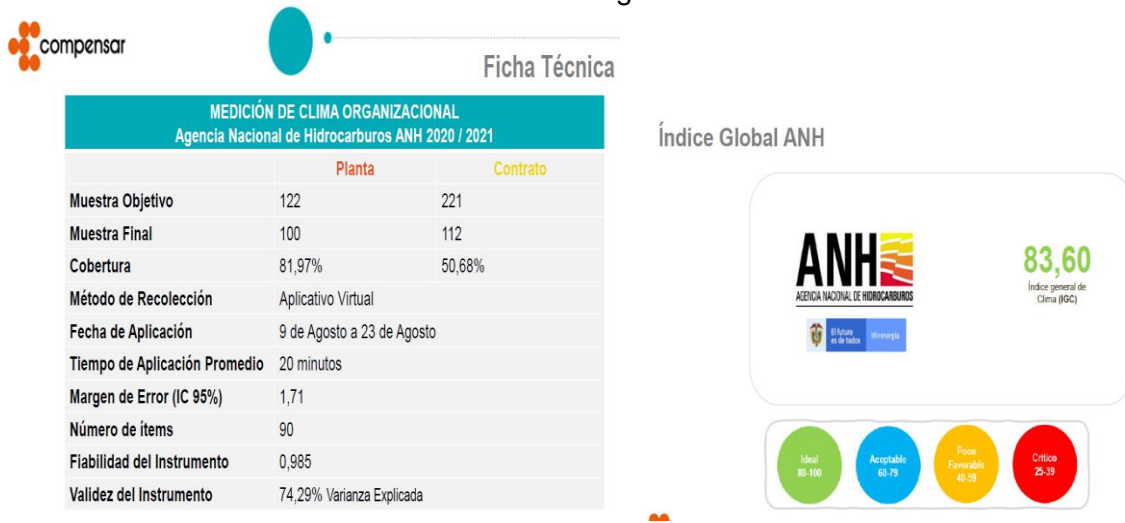 compensar
Ficha Técnica
MEDICIÓN DE CLIMA ORGANIZACIONAL
Agencia Nacional de Hidrocarburos ANH 2020 / 2021
Planta Contrato
Muestra Objetivo 122 221
Muestra Final 100 112
Cobertura 81,97% 50,68%
Método de Recolección Aplicativo Virtual
Fecha de Aplicación 9 de Agosto a 23 de Agosto
Tiempo de Aplicación Promedio 20 minutos
Margen de Error (IC 95%) 1,71
Número de ítems 90
Fiabilidad del Instrumento 0,985
Validez del Instrumento 74,29% Varianza Explicada
Índice Global ANH
ANH
AGENCIA NACIONAL DE HIDROCARBUROS
El futuro
es de todos
Minenergía
83,60
Índice general de
Clima (IGC)
Ideal
80-100
Aceptable
60-79
Poco
Favorable
40-59
Crítico
25-39